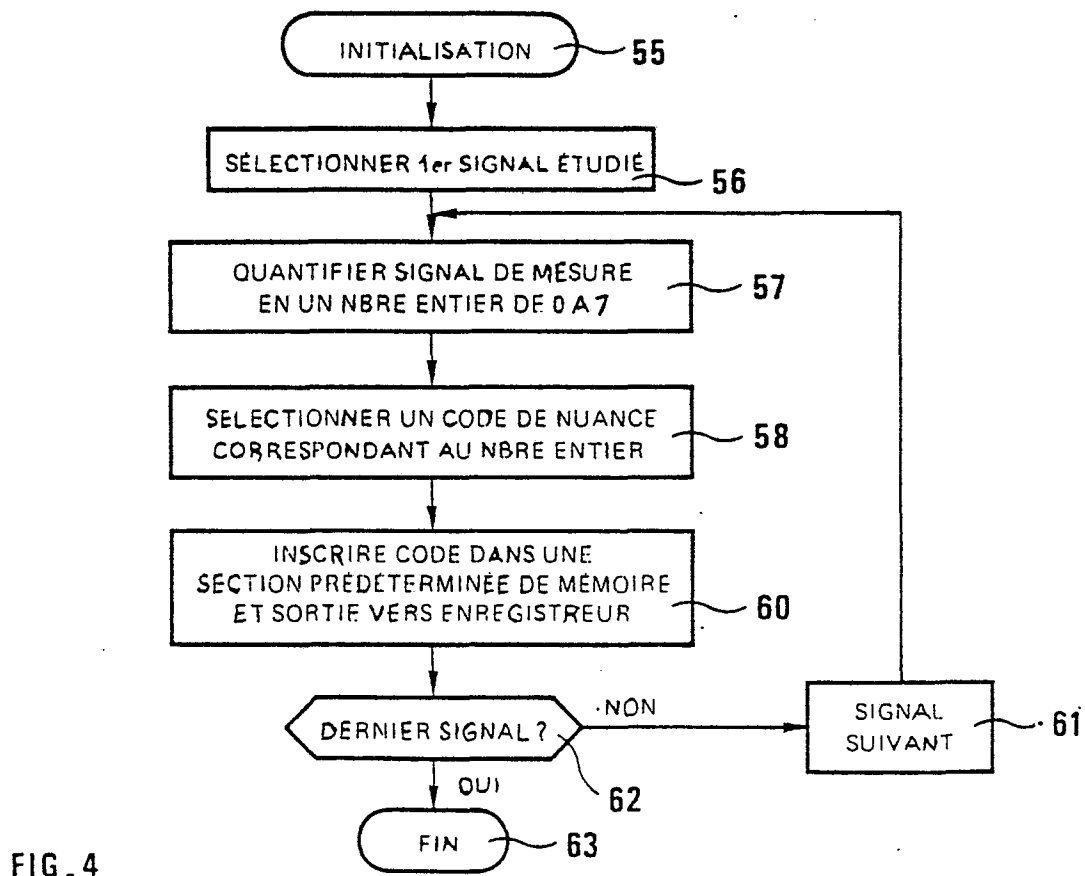 INITIALISATION
55
SÉLECTIONNER 1er SIGNAL ÉTUDIÉ
56
QUANTIFIER SIGNAL DE MESURE
EN UN NBRE ENTIER DE 0 A 7
57
SELECTIONNER UN CODE DE NUANCE
CORRESPONDANT AU NBRE ENTIER
58
INSCRIRE CODE DANS UNE
SECTION PRÉDÉTERMINÉE DE MÉMOIRE
ET SORTIE VERS ENREGISTREUR
60
DERNIER SIGNAL ?
62
NON
SIGNAL
SUIVANT
61
OUI
FIN
63
FIG. 4